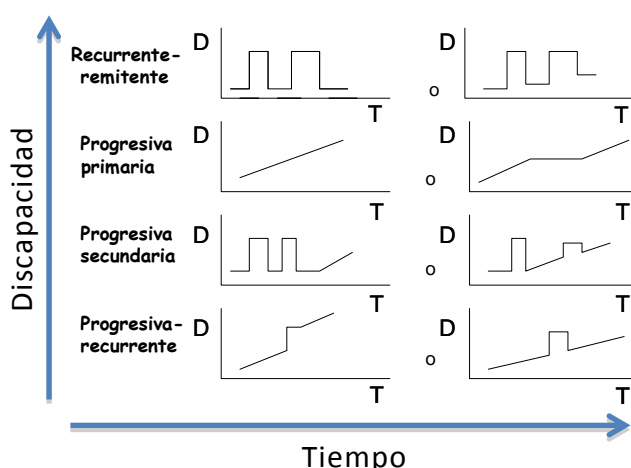 Discapacidad
Recurrente-
remitente
D
T
o
D
T
Progresiva
primaria
D
T
o
D
T
Progresiva
secundaria
D
T
o
D
T
Progresiva-
recurrente
D
T
o
D
T
Tiempo